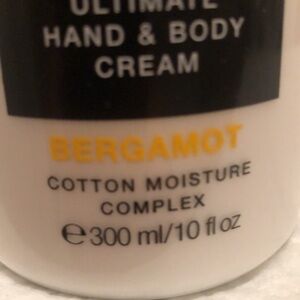 ULTIMATE
HAND & BODY
CREAM
BERGAMOT
COTTON MOISTURE
COMPLEX
℮300 ml/10 fl oz